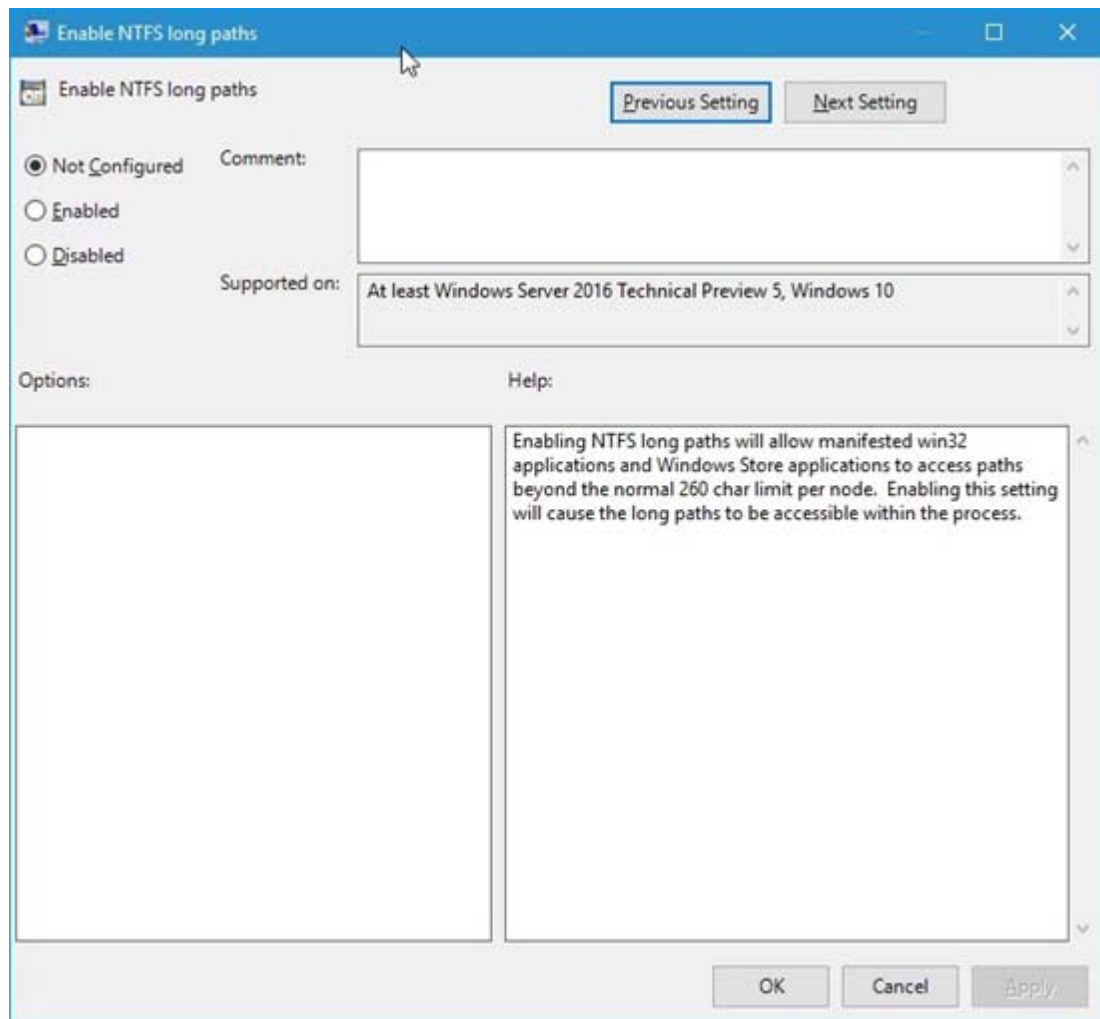 Enable NTFS long paths
Enable NTFS long paths
Previous Setting
Next Setting
Not Configured
Comment:
Enabled
Disabled
Supported on:
At least Windows Server 2016 Technical Preview 5, Windows 10
Options:
Help:
Enabling NTFS long paths will allow manifested win32
applications and Windows Store applications to access paths
beyond the normal 260 char limit per node.  Enabling this setting
will cause the long paths to be accessible within the process.
OK
Cancel
Apply